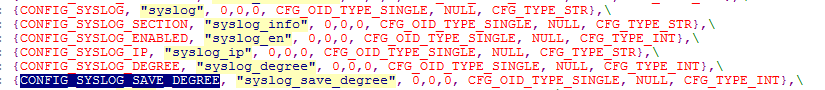 : {CONFIG_SYSLOG, "syslog", 0,0,0, CFG_OID_TYPE_SINGLE, NULL, CFG_TYPE_STR},\
: {CONFIG_SYSLOG_SECTION, "syslog_info", 0,0,0, CFG_OID_TYPE_SINGLE, NULL, CFG_TYPE_STR},\
: {CONFIG_SYSLOG_ENABLED, "syslog_en", 0,0,0, CFG_OID_TYPE_SINGLE, NULL, CFG_TYPE_INT},\
: {CONFIG_SYSLOG_IP, "syslog_ip", 0,0,0, CFG_OID_TYPE_SINGLE, NULL, CFG_TYPE_STR},\
: {CONFIG_SYSLOG_DEGREE, "syslog_degree", 0,0,0, CFG_OID_TYPE_SINGLE, NULL, CFG_TYPE_INT},\
: {CONFIG_SYSLOG_SAVE_DEGREE, "syslog_save_degree", 0,0,0, CFG_OID_TYPE_SINGLE, NULL, CFG_TYPE_INT},\